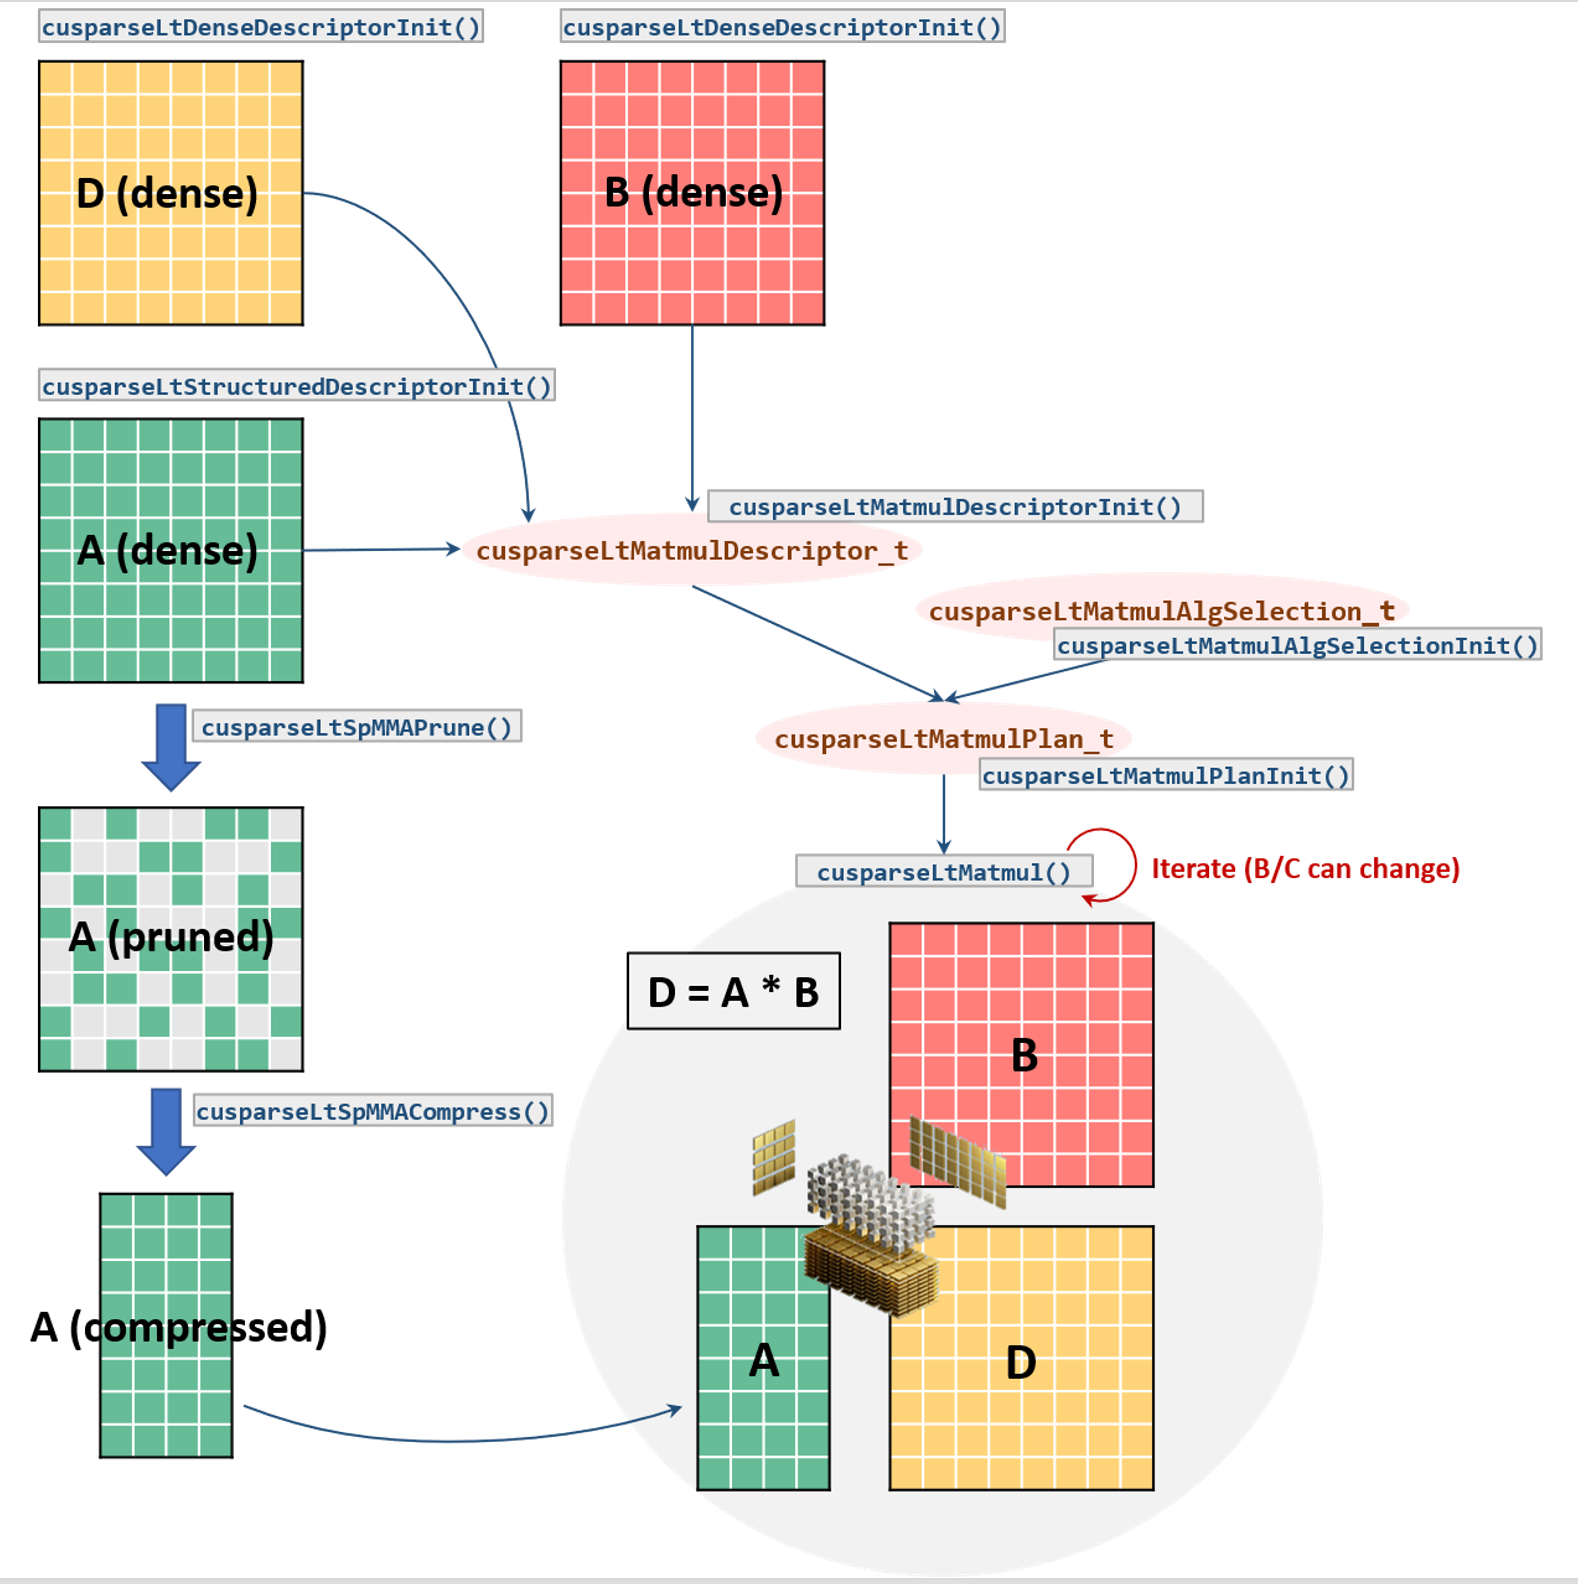 cusparseLtDenseDescriptorInit()
cusparseLtDenseDescriptorInit()
D (dense)
B (dense)
cusparseLtStructuredDescriptorInit()
A (dense)
cusparseLtMatmulDescriptorInit()
cusparseLtMatmulDescriptor_t
cusparseLtMatmulAlgSelection_t
cusparseLtMatmulAlgSelectionInit()
cusparseLtSpMMAPrune()
cusparseLtMatmulPlan_t
cusparseLtMatmulPlanInit()
cusparseLtMatmul()
Iterate (B/C can change)
A (pruned)
D = A * B
B
cusparseLtSpMMACompress()
A (compressed)
A
D